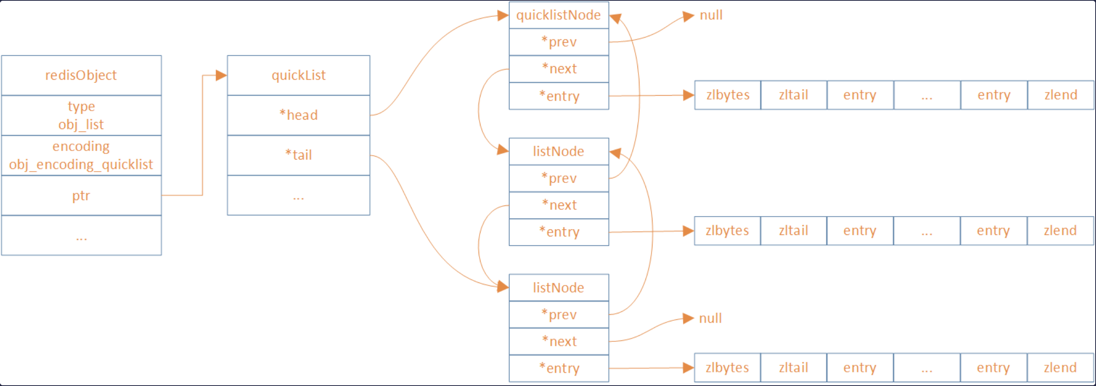 redisObject
type
obj_list
encoding
obj_encoding_quicklist
ptr
...
quickList
*head
*tail
...
quicklistNode
*prev
*next
*entry
null
zlbytes zltail entry ... entry zlend
listNode
*prev
*next
*entry
zlbytes zltail entry ... entry zlend
listNode
*prev
*next
*entry
null
zlbytes zltail entry ... entry zlend